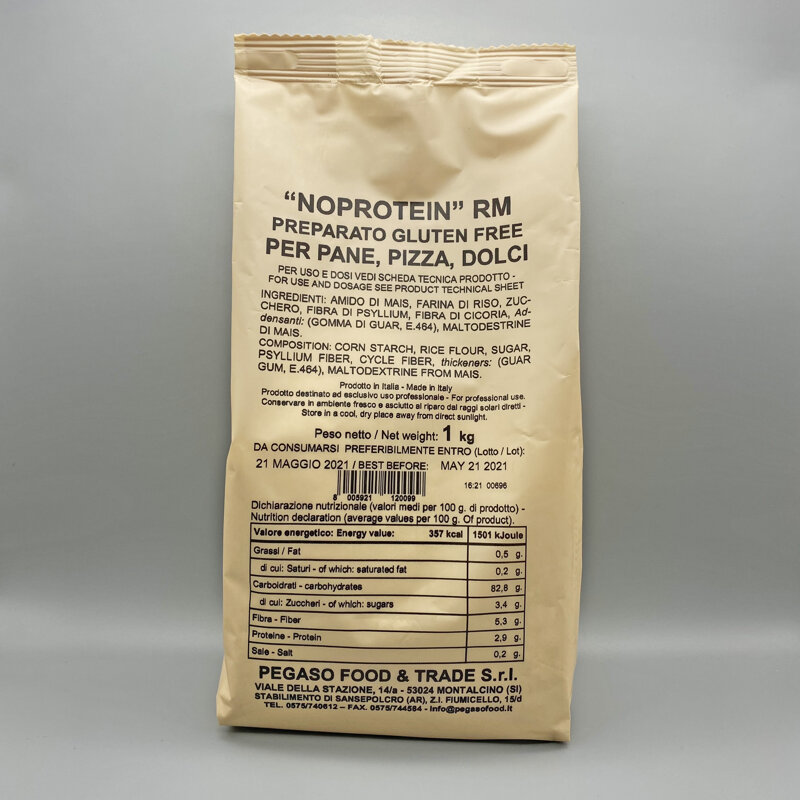 “NOPROTEIN” RM
PREPARATO GLUTEN FREE
PER PANE, PIZZA, DOLCI
PER USO E DOSI VEDI SCHEDA TECNICA PRODOTTO -
FOR USE AND DOSAGE SEE PRODUCT TECHNICAL SHEET
INGREDIENTI: AMIDO DI MAIS, FARINA DI RISO, ZUC-
CHERO, FIBRA DI PSYLLIUM, FIBRA DI CICORIA, Ad-
densanti: (GOMMA DI GUAR, E.464), MALTODESTRINE
DI MAIS.
COMPOSITION: CORN STARCH, RICE FLOUR, SUGAR,
PSYLLIUM FIBER, CYCLE FIBER, thickeners: (GUAR
GUM, E.464), MALTODEXTRINE FROM MAIS.
Prodotto in Italia - Made in Italy
Prodotto destinato ad esclusivo uso professionale - For professional use.
Conservare in ambiente fresco e asciutto al riparo dai raggi solari diretti -
Store in a cool, dry place away from direct sunlight.
Peso netto / Net weight: 1 kg
DA CONSUMARSI PREFERIBILMENTE ENTRO (Lotto / Lot):
21 MAGGIO 2021 / BEST BEFORE: MAY 21 2021
16:21 00696
8 005921 120099
Dichiarazione nutrizionale (valori medi per 100 g. di prodotto) -
Nutrition declaration (average values per 100 g. Of product).
Valore energetico: Energy value: 357 kcal 1501 kJoule
Grassi / Fat 0,5 g.
di cui: Saturi - of which: saturated fat 0,2 g.
Carboidrati - carbohydrates 82,8 g.
di cui: Zuccheri - of which: sugars 3,4 g.
Fibra - Fiber 5,3 g.
Proteine - Protein 2,9 g.
Sale - Salt 0,2 g.
PEGASO FOOD & TRADE S.r.l.
VIALE DELLA STAZIONE, 14/a - 53024 MONTALCINO (SI)
STABILIMENTO DI SANSEPOLCRO (AR), Z.I. FIUMICELLO, 15/d
TEL. 0575/740612 – FAX. 0575/744584 - info@pegasofood.it